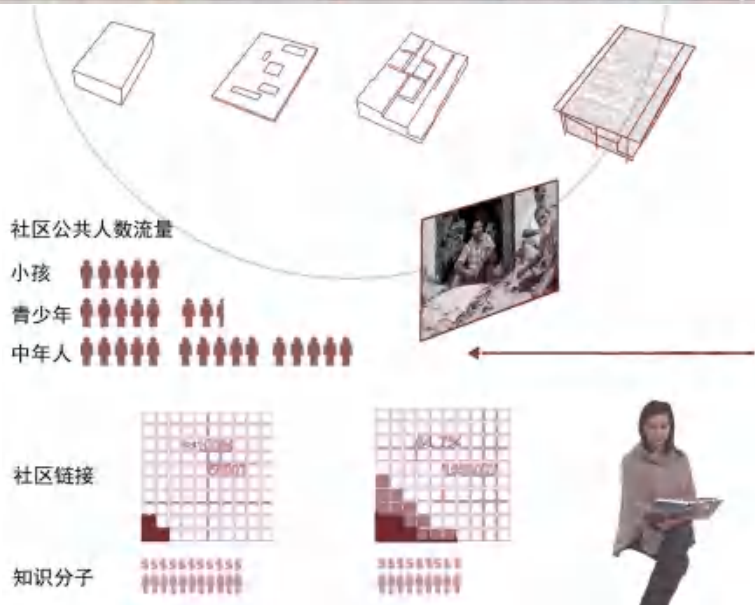 社区公共人数流量
小孩
青少年
中年人
社区链接
知识分子